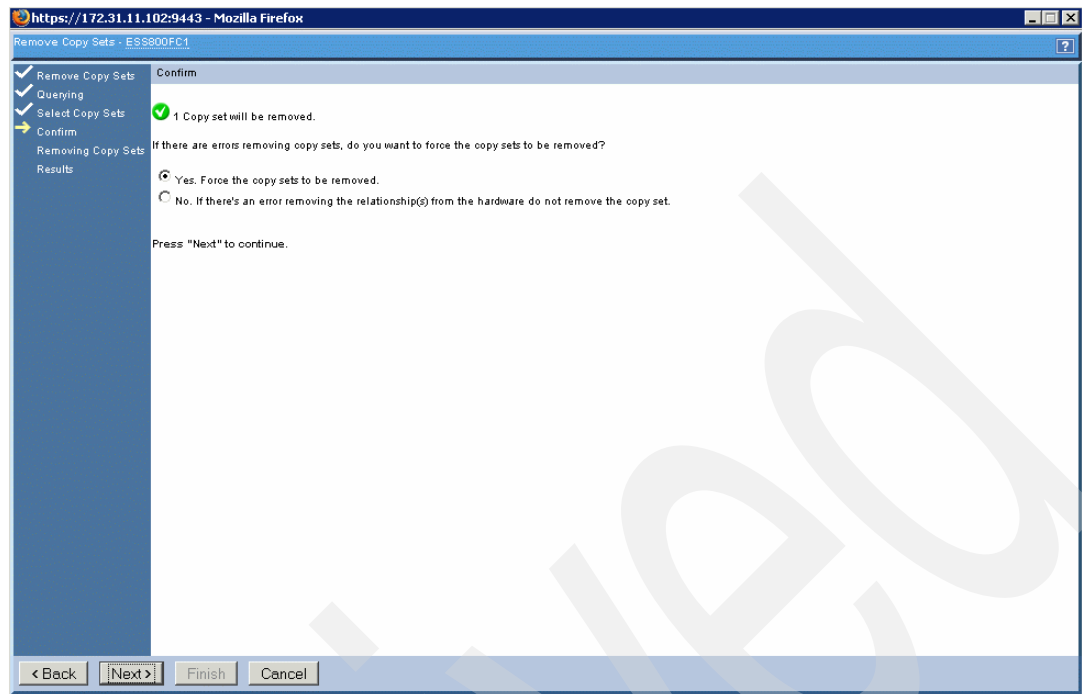 https://172.31.11.102:9443 - Mozilla Firefox
Remove Copy Sets - ESS800FC1
?
Remove Copy Sets
Querying
Select Copy Sets
Confirm
Removing Copy Sets
Results
Confirm
1 Copy set will be removed.
If there are errors removing copy sets, do you want to force the copy sets to be removed?
Yes. Force the copy sets to be removed.
No. If there's an error removing the relationship(s) from the hardware do not remove the copy set.
Press "Next" to continue.
< Back Next > Finish Cancel